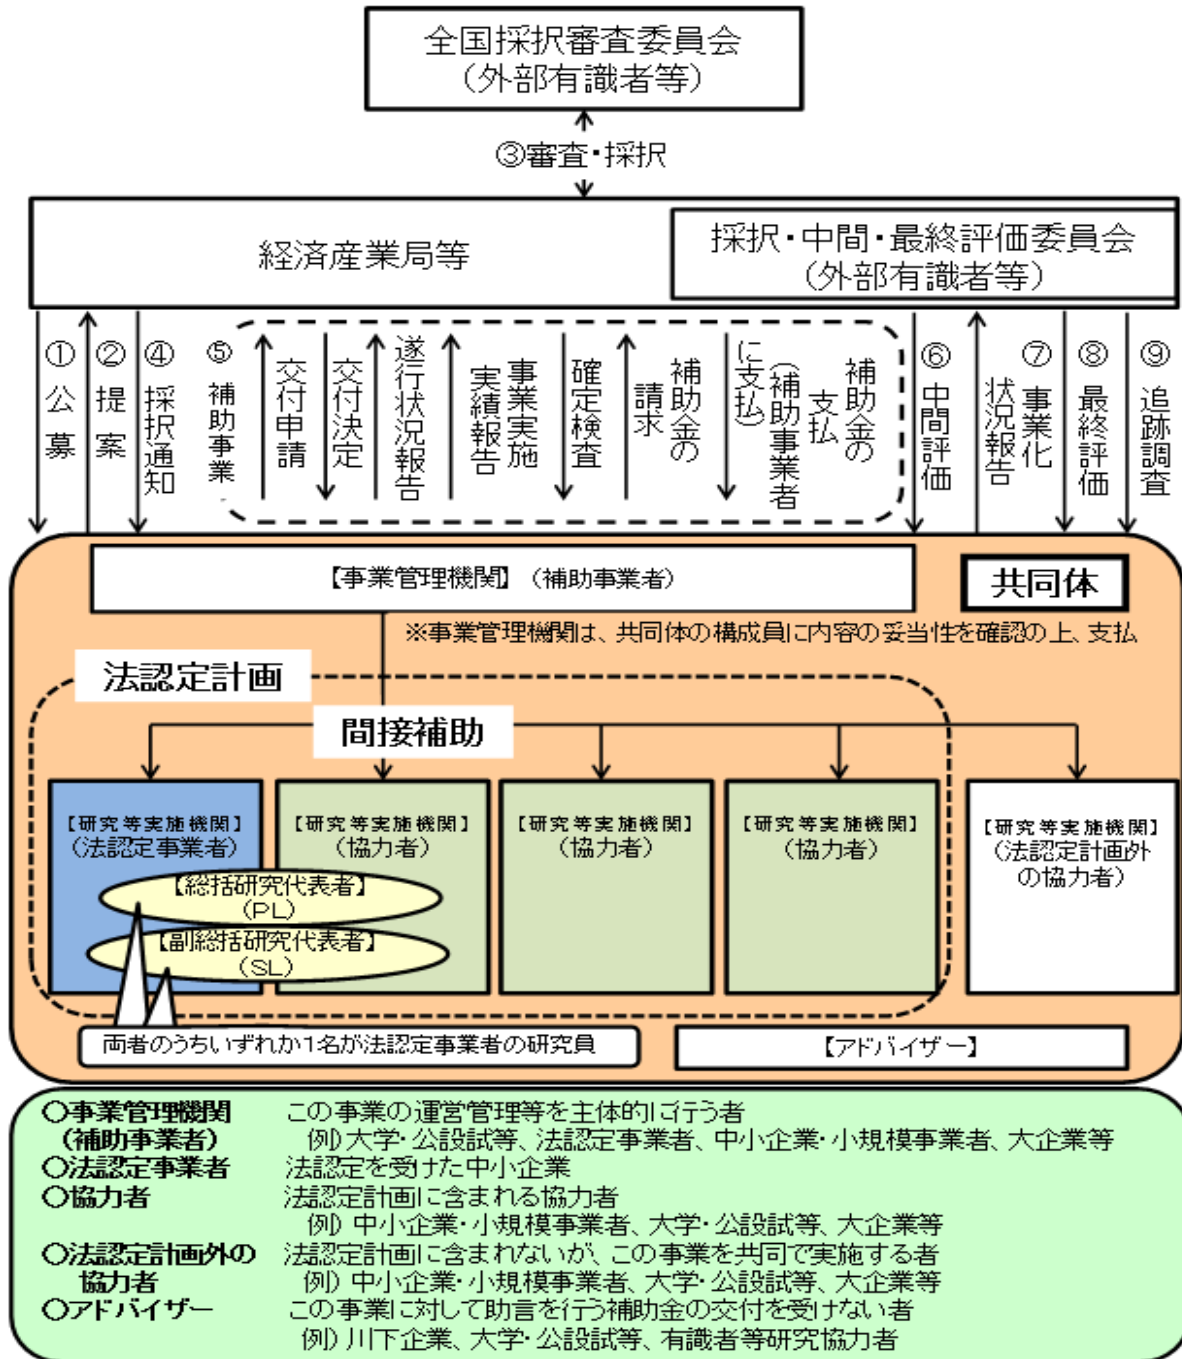 全国採択審査委員会
(外部有識者等)
③審査・採択
経済産業局等
採択・中間・最終評価委員会
(外部有識者等)
①公募
②提案
④採択通知
⑤補助事業
交付申請
交付決定
遂行状況報告
事業実施
実績報告
確定検査
補助金の
請求
補助金の
支払
(補助事業者
に支払)
⑥中間評価
⑦事業化
状況報告
⑧最終評価
⑨追跡調査
【事業管理機関】(補助事業者)
共同体
※事業管理機関は、共同体の構成員に内容の妥当性を確認の上、支払
法認定計画
間接補助
【研究等実施機関】
(法認定事業者)
【研究等実施機関】
(協力者)
【研究等実施機関】
(協力者)
【研究等実施機関】
(協力者)
【研究等実施機関】
(法認定計画外
の協力者)
【総括研究代表者】
(PL)
【副総括研究代表者】
(SL)
両者のうちいずれか1名が法認定事業者の研究員
【アドバイザー】
○事業管理機関 この事業の運営管理等を主体的に行う者
(補助事業者) 例)大学・公設試等、法認定事業者、中小企業・小規模事業者、大企業等
○法認定事業者 法認定を受けた中小企業
○協力者 法認定計画に含まれる協力者
例)中小企業・小規模事業者、大学・公設試等、大企業等
○法認定計画外の 法認定計画に含まれないが、この事業を共同で実施する者
協力者 例)中小企業・小規模事業者、大学・公設試等、大企業等
○アドバイザー この事業に対して助言を行う補助金の交付を受けない者
例)川下企業、大学・公設試等、有識者等研究協力者